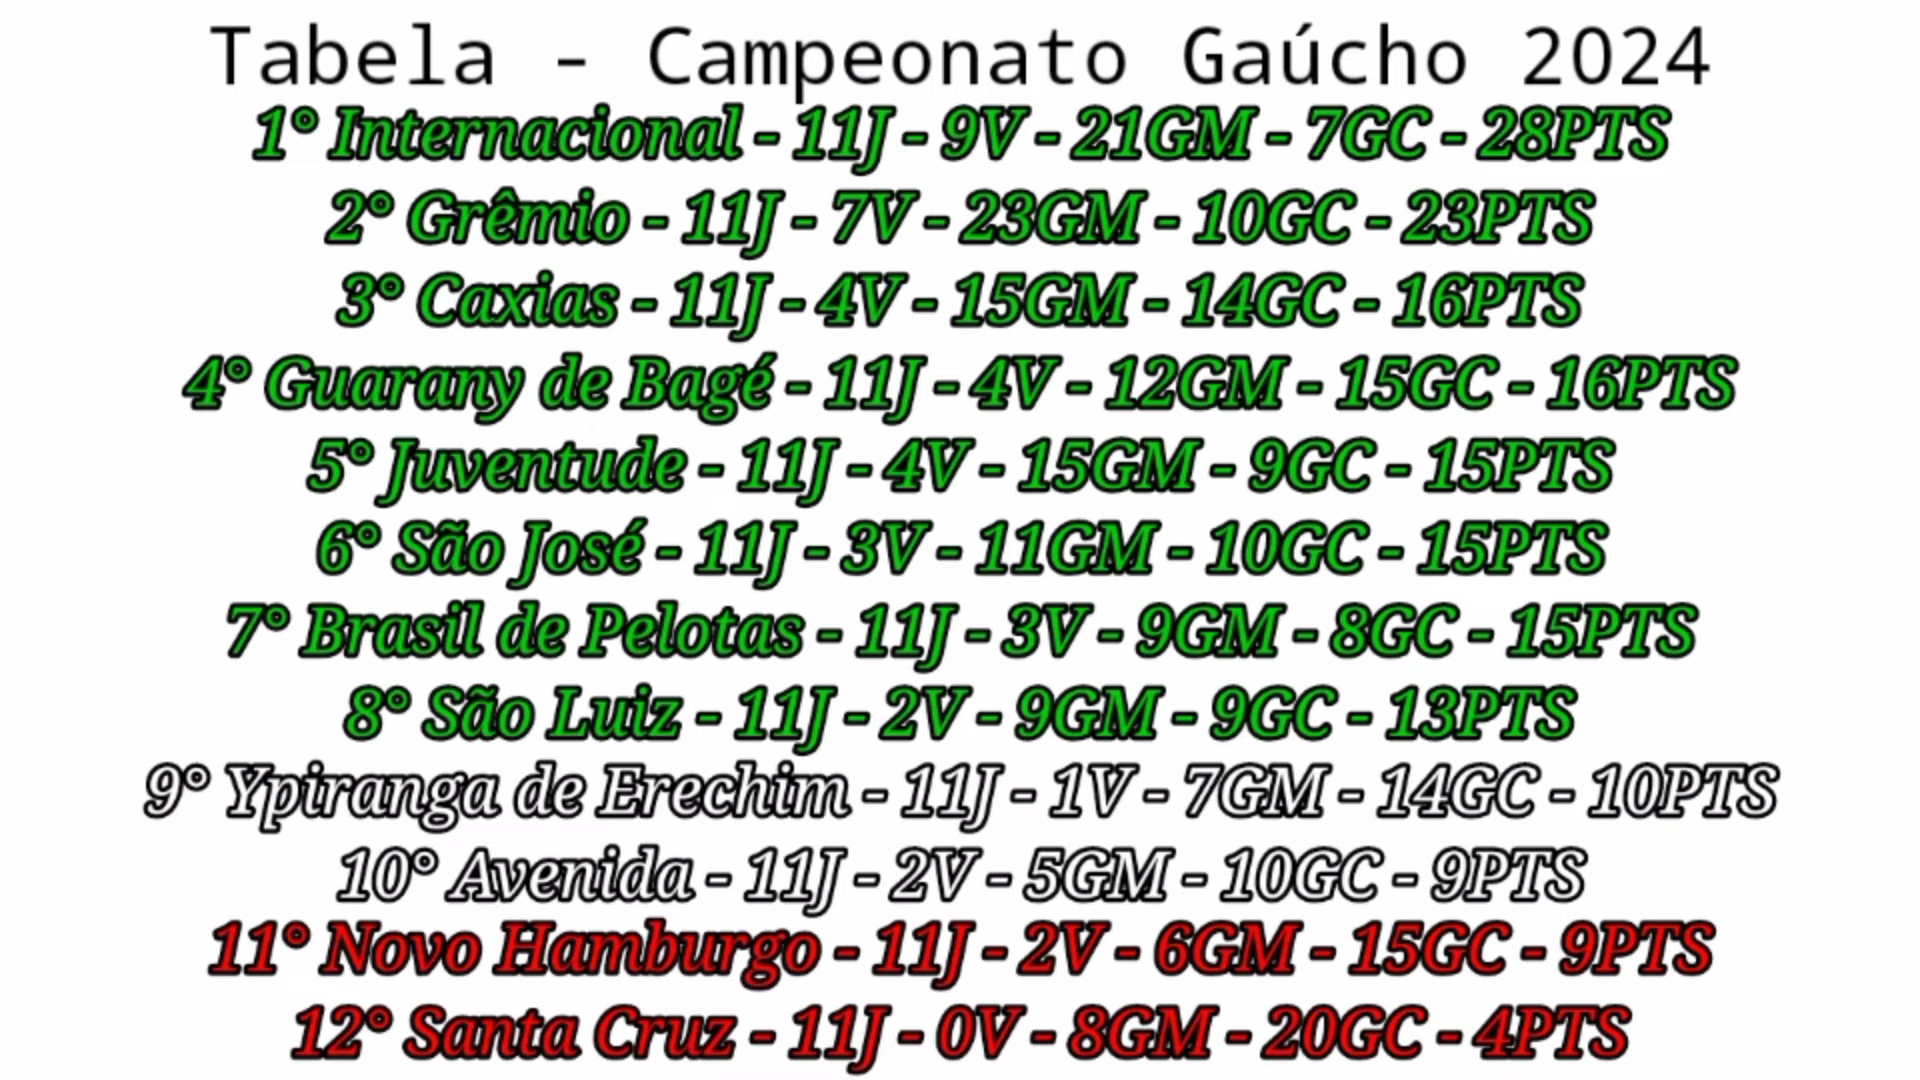 Tabela - Campeonato Gaúcho 2024
1° Internacional - 11J - 9V - 21GM - 7GC - 28PTS
2° Grêmio - 11J - 7V - 23GM - 10GC - 23PTS
3° Caxias - 11J - 4V - 15GM - 14GC - 16PTS
4° Guarany de Bagé - 11J - 4V - 12GM - 15GC - 16PTS
5° Juventude - 11J - 4V - 15GM - 9GC - 15PTS
6° São José - 11J - 3V - 11GM - 10GC - 15PTS
7° Brasil de Pelotas - 11J - 3V - 9GM - 8GC - 15PTS
8° São Luiz - 11J - 2V - 9GM - 9GC - 13PTS
9° Ypiranga de Erechim - 11J - 1V - 7GM - 14GC - 10PTS
10° Avenida - 11J - 2V - 5GM - 10GC - 9PTS
11° Novo Hamburgo - 11J - 2V - 6GM - 15GC - 9PTS
12° Santa Cruz - 11J - 0V - 8GM - 20GC - 4PTS